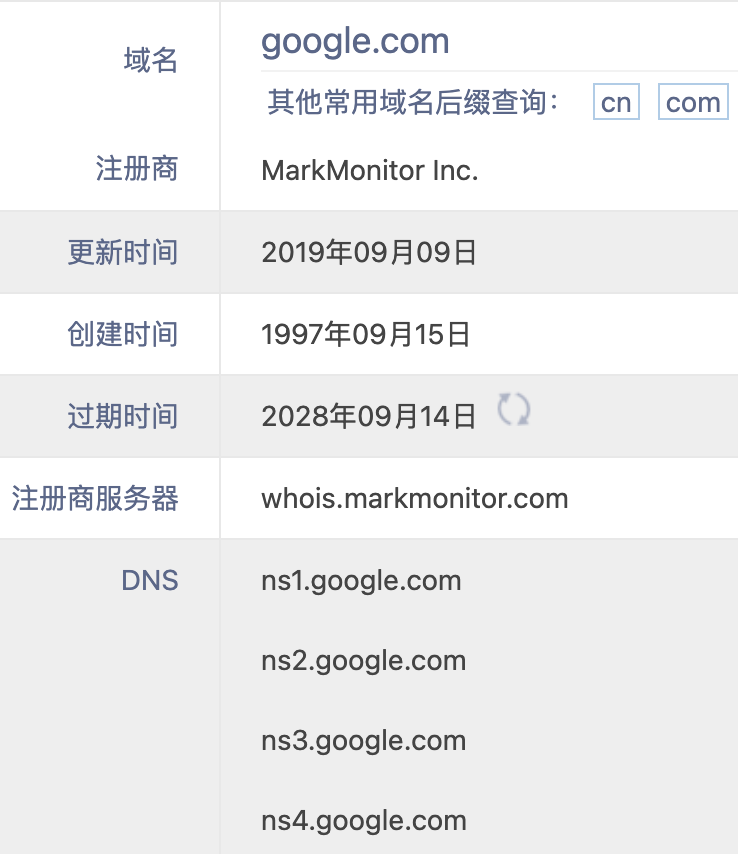 域名 google.com
其他常用域名后缀查询： cn com
注册商 MarkMonitor Inc.
更新时间 2019年09月09日
创建时间 1997年09月15日
过期时间 2028年09月14日
注册商服务器 whois.markmonitor.com
DNS ns1.google.com
ns2.google.com
ns3.google.com
ns4.google.com